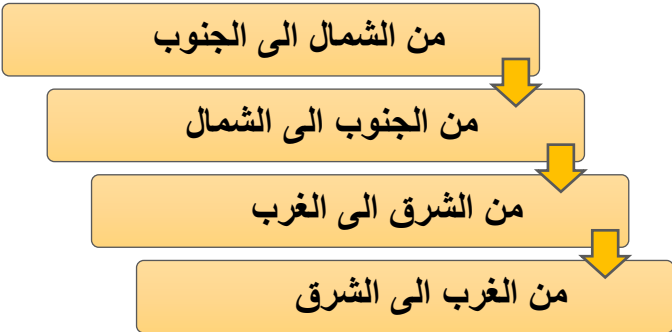 من الشمال الى الجنوب
من الجنوب الى الشمال
من الشرق الى الغرب
من الغرب الى الشرق